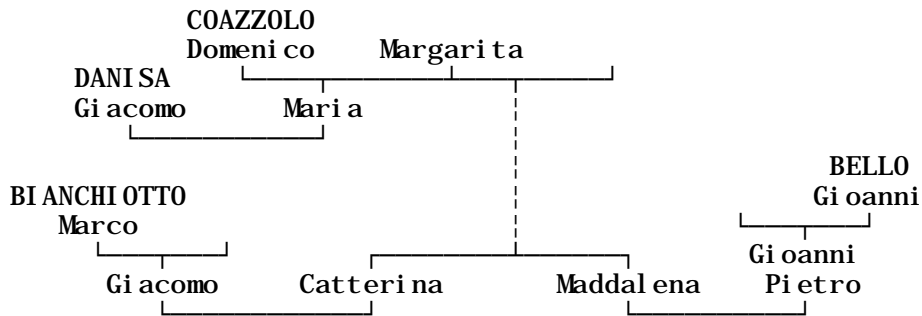 COAZZOLO
Domenico Margarita
DANISA
Giacomo Maria
BELLO
BIANCHIOTTO Gioanni
Marco
Gioanni
Giacomo Catterina Maddalena Pietro